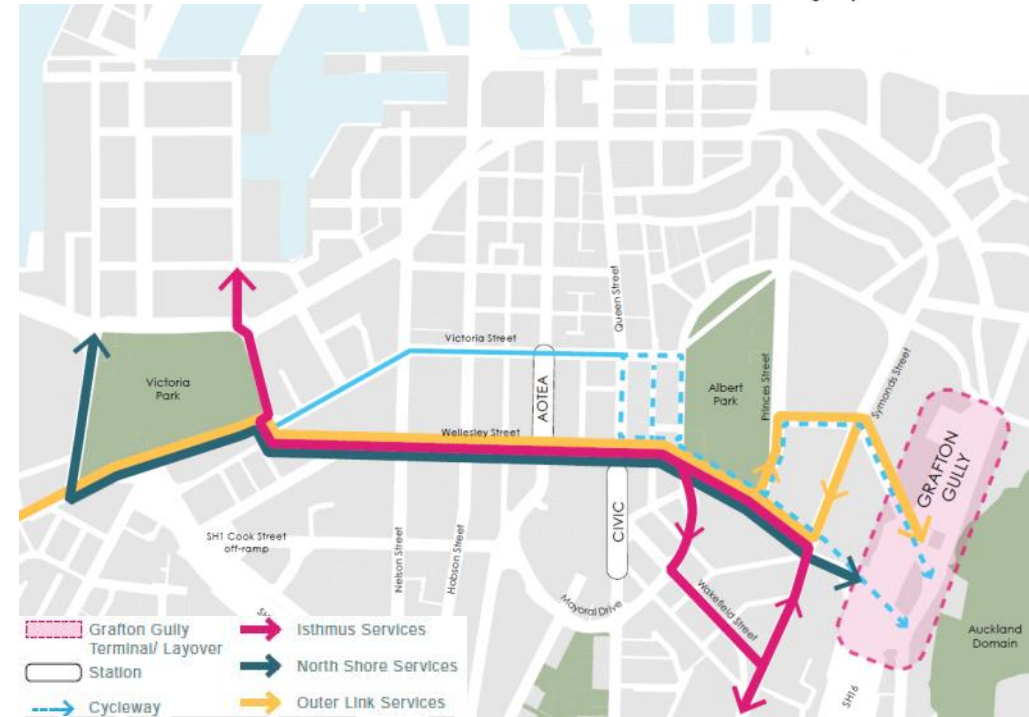 Queen Street
Victoria Street
AOTEA
Victoria
Park
Albert
Park
Princes Street
Symonds Street
Wellesley Street
GRAFTON
GULLY
CIVIC
SH1 Cook Street
off-ramp
Nelson Street
Hobson Street
Mayoral Drive
Wakefield Street
Auckland
Domain
SH16
Grafton Gully
Terminal/ Layover
Station
Cycleway
Isthmus Services
North Shore Services
Outer Link Services